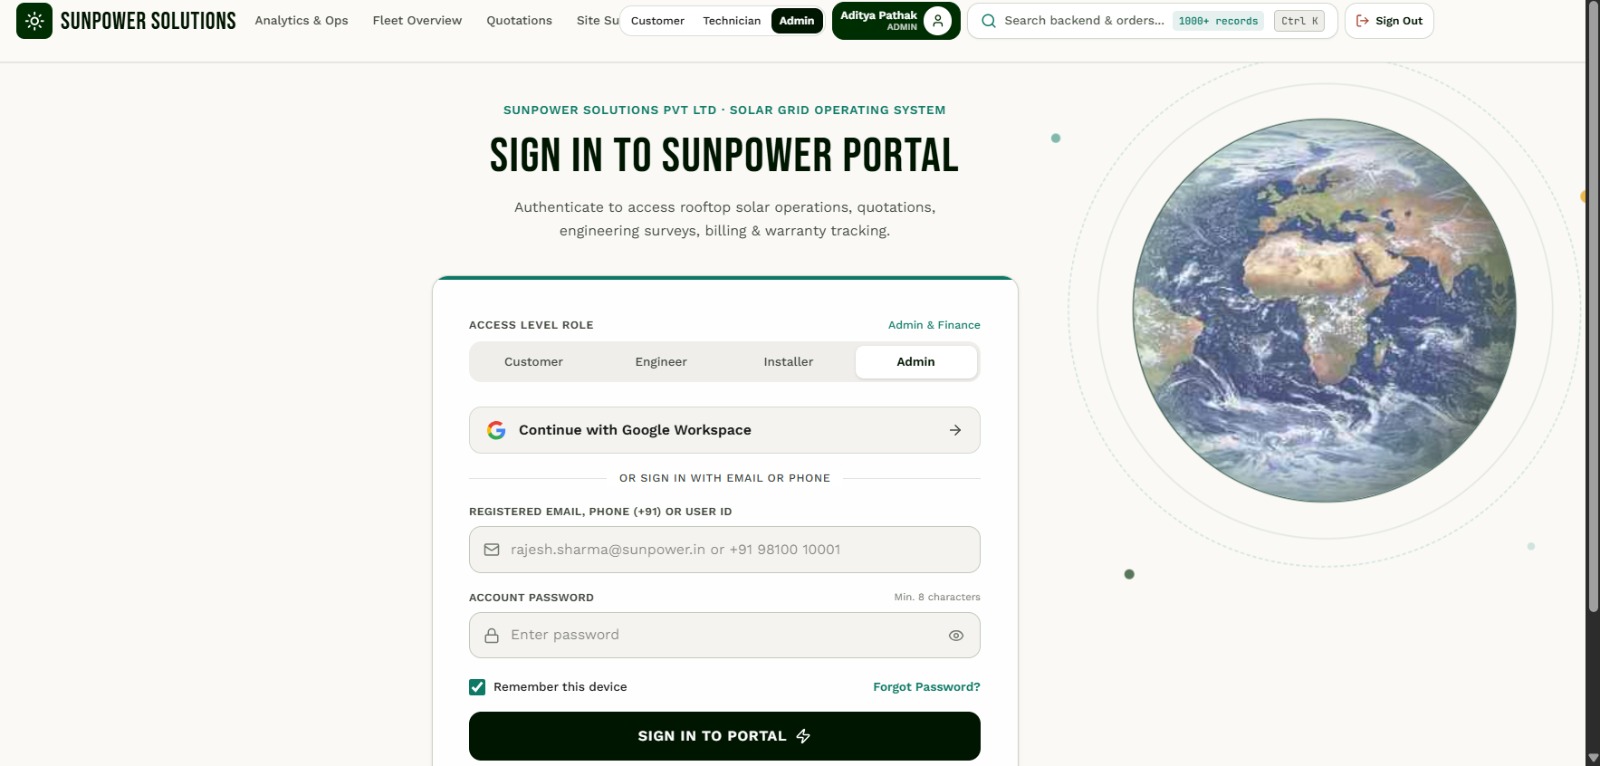 SUNPOWER SOLUTIONS
Analytics & Ops
Fleet Overview
Quotations
Site Su
Customer
Technician
Admin
Aditya Pathak
ADMIN
Search backend & orders...
1000+ records
Ctrl K
Sign Out
SUNPOWER SOLUTIONS PVT LTD · SOLAR GRID OPERATING SYSTEM
SIGN IN TO SUNPOWER PORTAL
Authenticate to access rooftop solar operations, quotations,
engineering surveys, billing & warranty tracking.
ACCESS LEVEL ROLE
Admin & Finance
Customer
Engineer
Installer
Admin
Continue with Google Workspace
OR SIGN IN WITH EMAIL OR PHONE
REGISTERED EMAIL, PHONE (+91) OR USER ID
rajesh.sharma@sunpower.in or +91 98100 10001
ACCOUNT PASSWORD
Min. 8 characters
Enter password
Remember this device
Forgot Password?
SIGN IN TO PORTAL